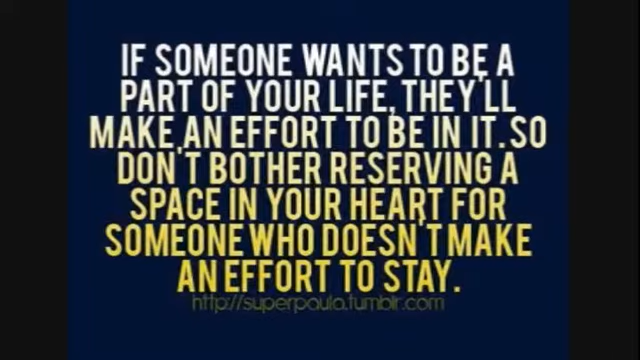 IF SOMEONE WANTS TO BE A
PART OF YOUR LIFE, THEY'LL
MAKE AN EFFORT TO BE IN IT. SO
DON'T BOTHER RESERVING A
SPACE IN YOUR HEART FOR
SOMEONE WHO DOESN'T MAKE
AN EFFORT TO STAY.
http://superpaula.tumblr.com